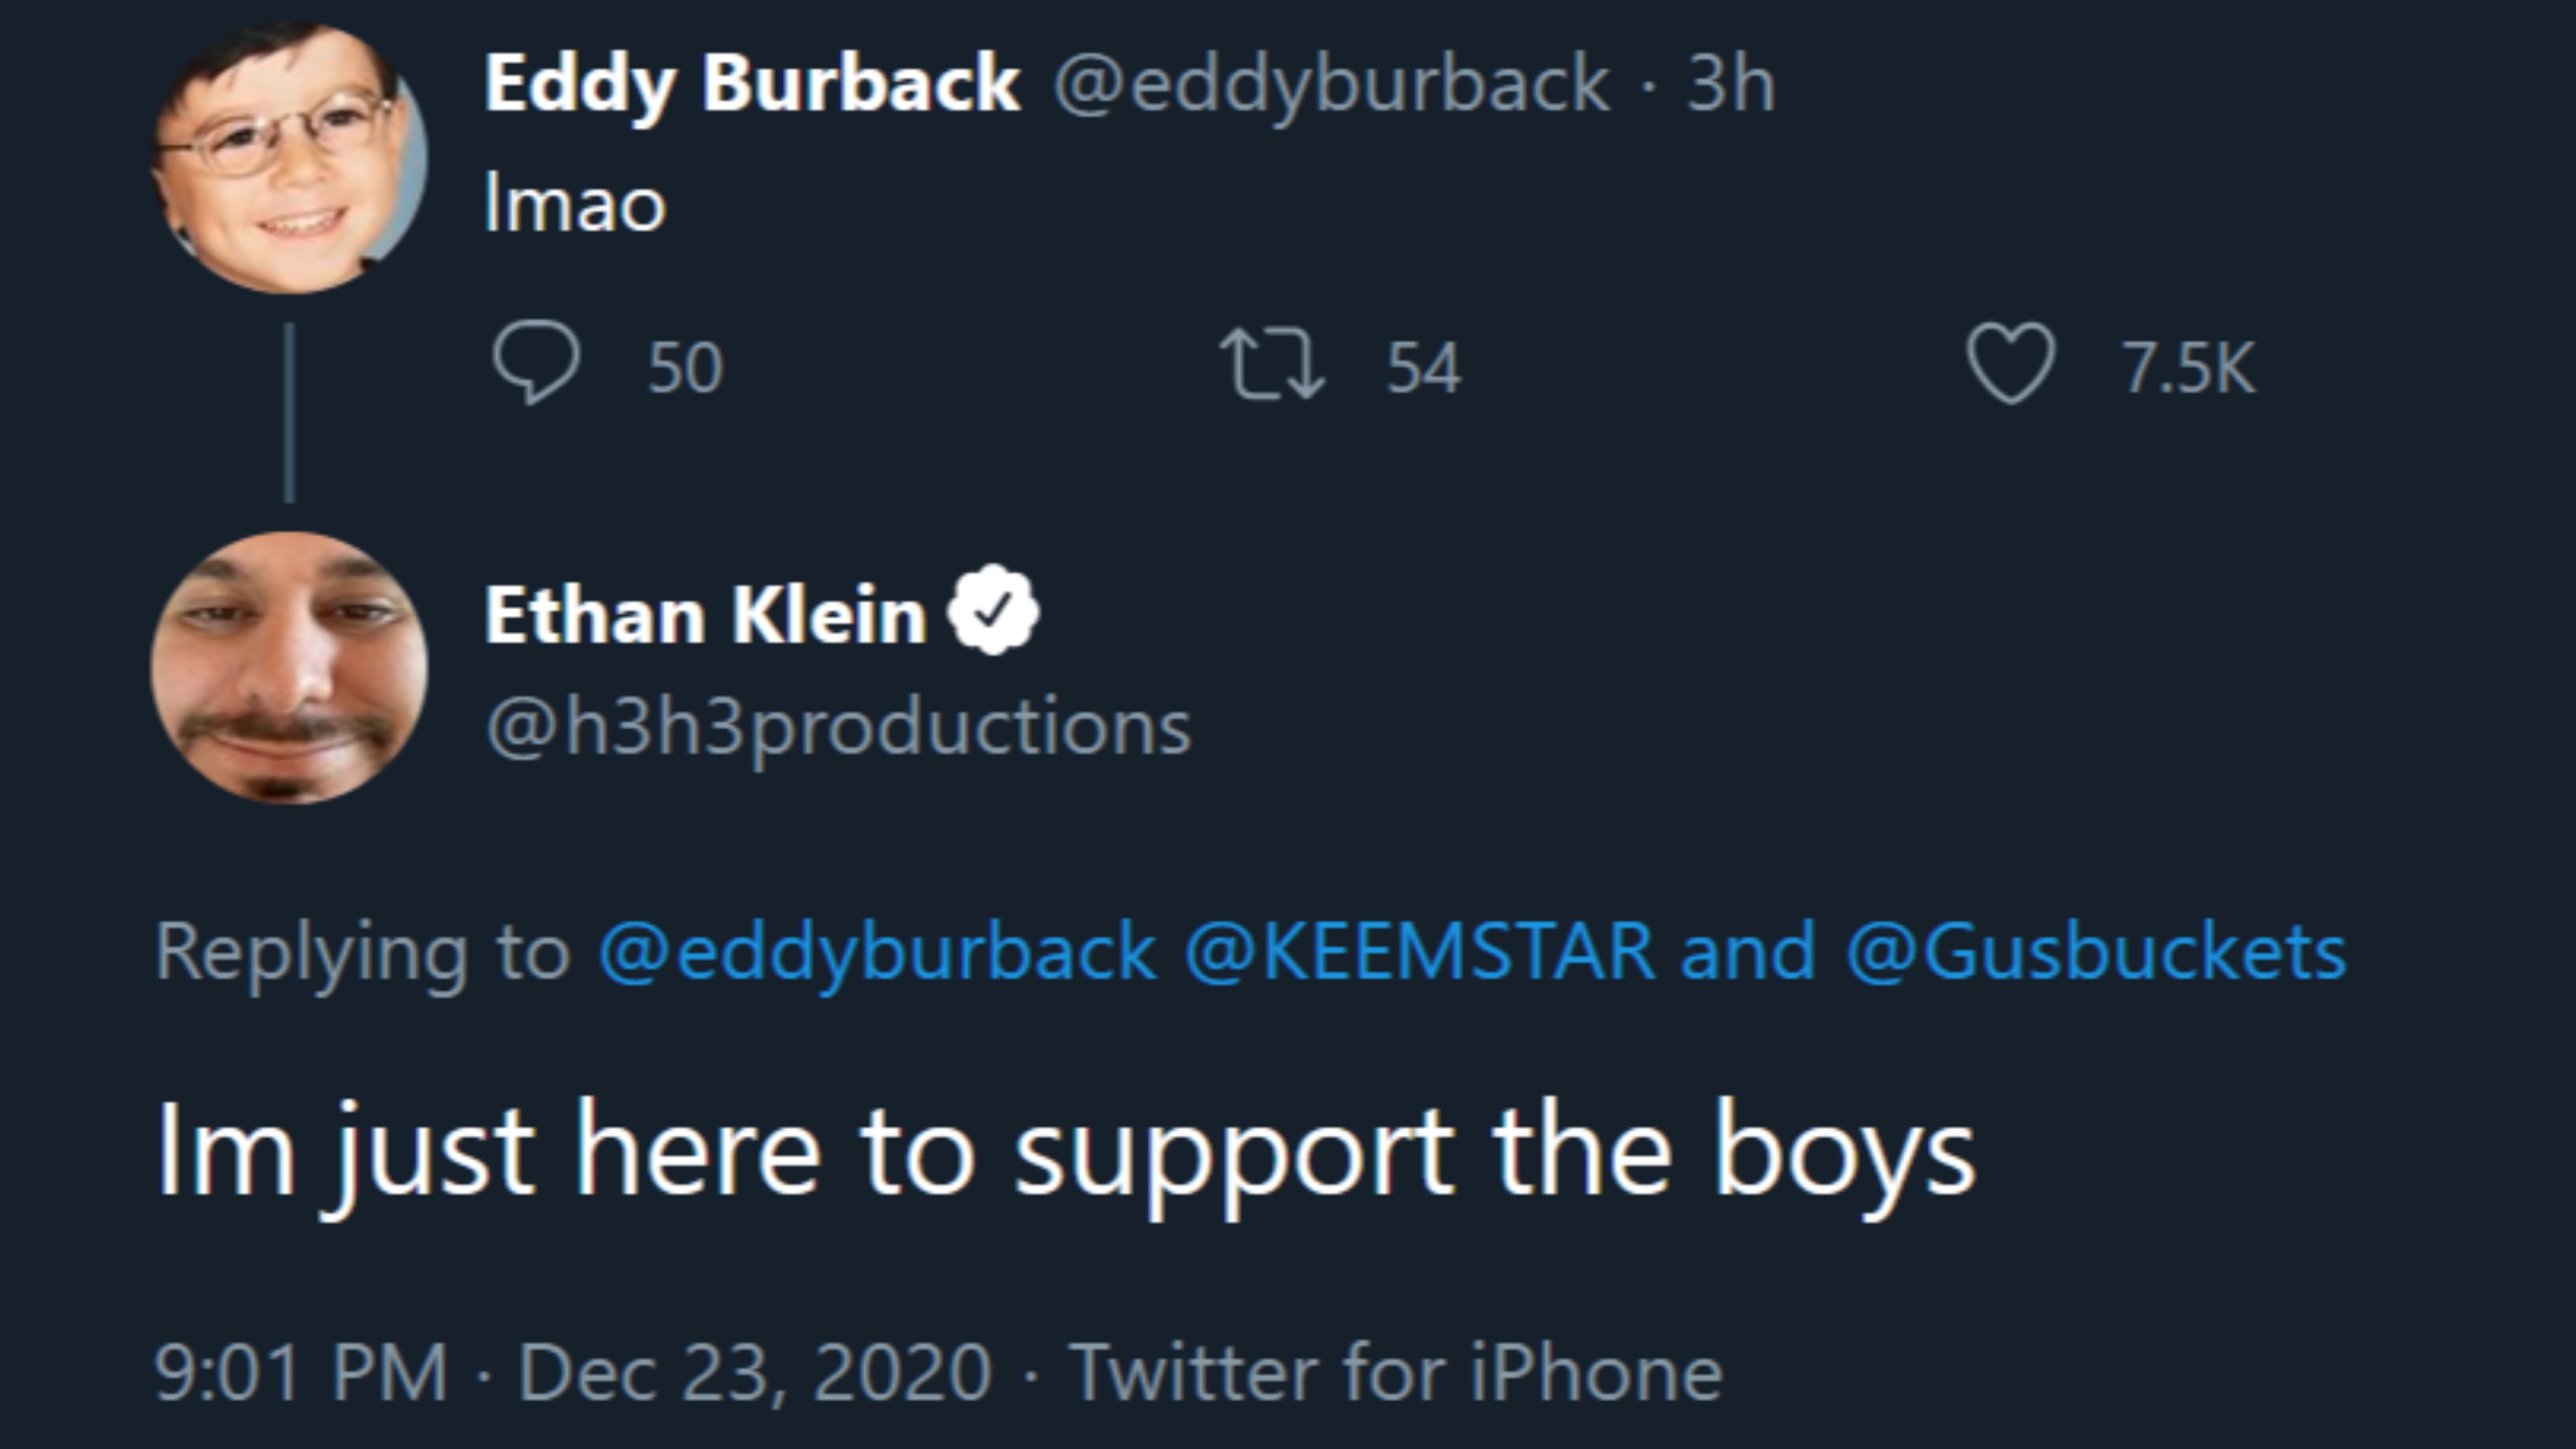 Eddy Burback @eddyburback · 3h
lmao
50 54 7.5K
Ethan Klein
@h3h3productions
Replying to @eddyburback @KEEMSTAR and @Gusbuckets
Im just here to support the boys
9:01 PM · Dec 23, 2020 · Twitter for iPhone